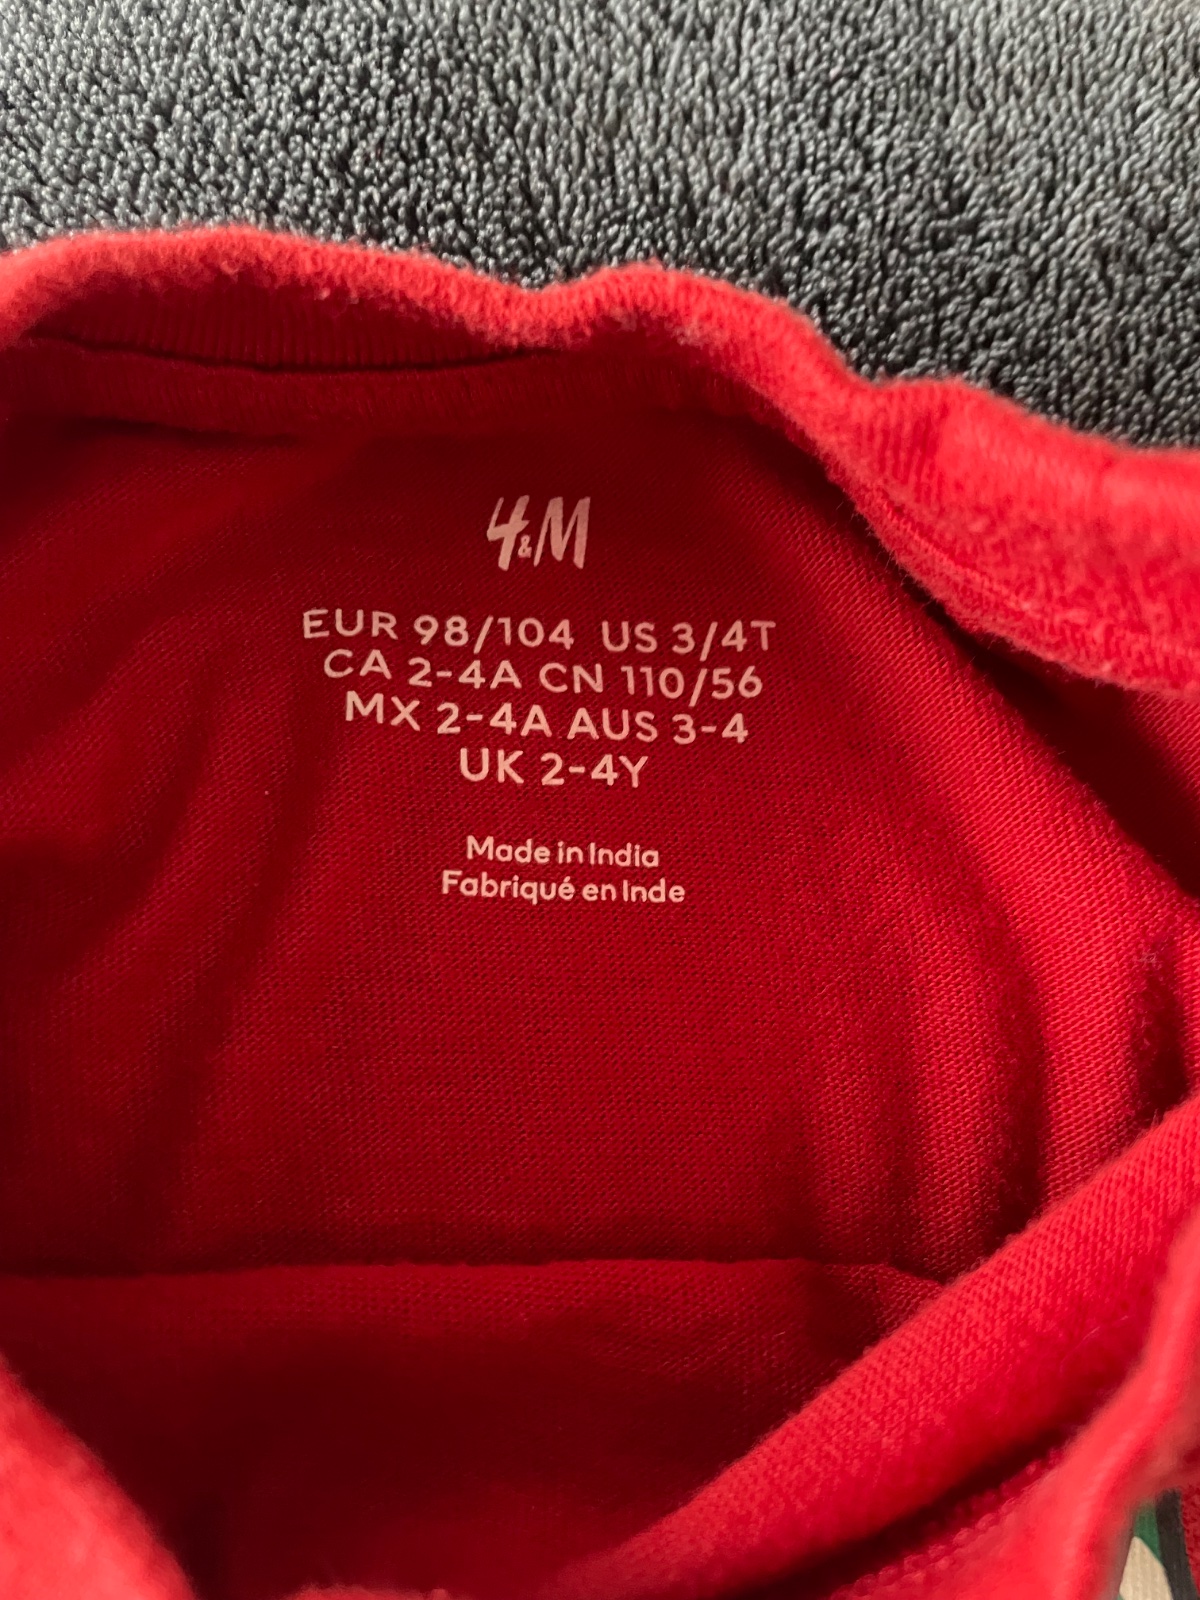 H&M
EUR 98/104 US 3/4T
CA 2-4A CN 110/56
MX 2-4A AUS 3-4
UK 2-4Y
Made in India
Fabriqué en Inde